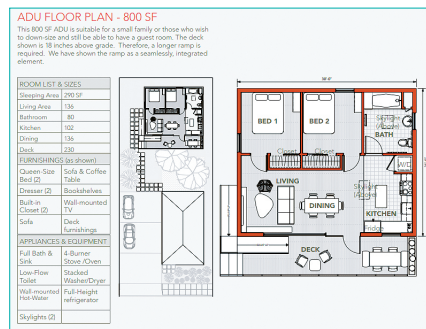 ADU FLOOR PLAN - 800 SF
This 800 SF ADU is suitable for a small family or those who wish
to down-size and still be able to have a guest room. The deck
shown is 18 inches above grade. Therefore, a longer ramp is
required. We have shown the ramp as a seamlessly, integrated
element.
ROOM LIST & SIZES
Sleeping Area 290 SF
Living Area 136
Bathroom 80
Kitchen 102
Dining 136
Deck 230
FURNISHINGS (as shown)
Queen-Size Bed (2)
Sofa & Coffee Table
Dresser (2)
Bookshelves
Built-in Closet (2)
Wall-mounted TV
Sofa
Deck furnishings
APPLIANCES & EQUIPMENT
Full Bath & Sink
4-Burner Stove /Oven
Low-Flow Toilet
Stacked Washer/Dryer
Wall-mounted Hot-Water
Full-Height refrigerator
Skylights (2)
BED 1
BED 2
Skylight
(Above)
BATH
Closet
Closet
LIVING
Skylight
(Above)
DINING
KITCHEN
Fridge
DECK